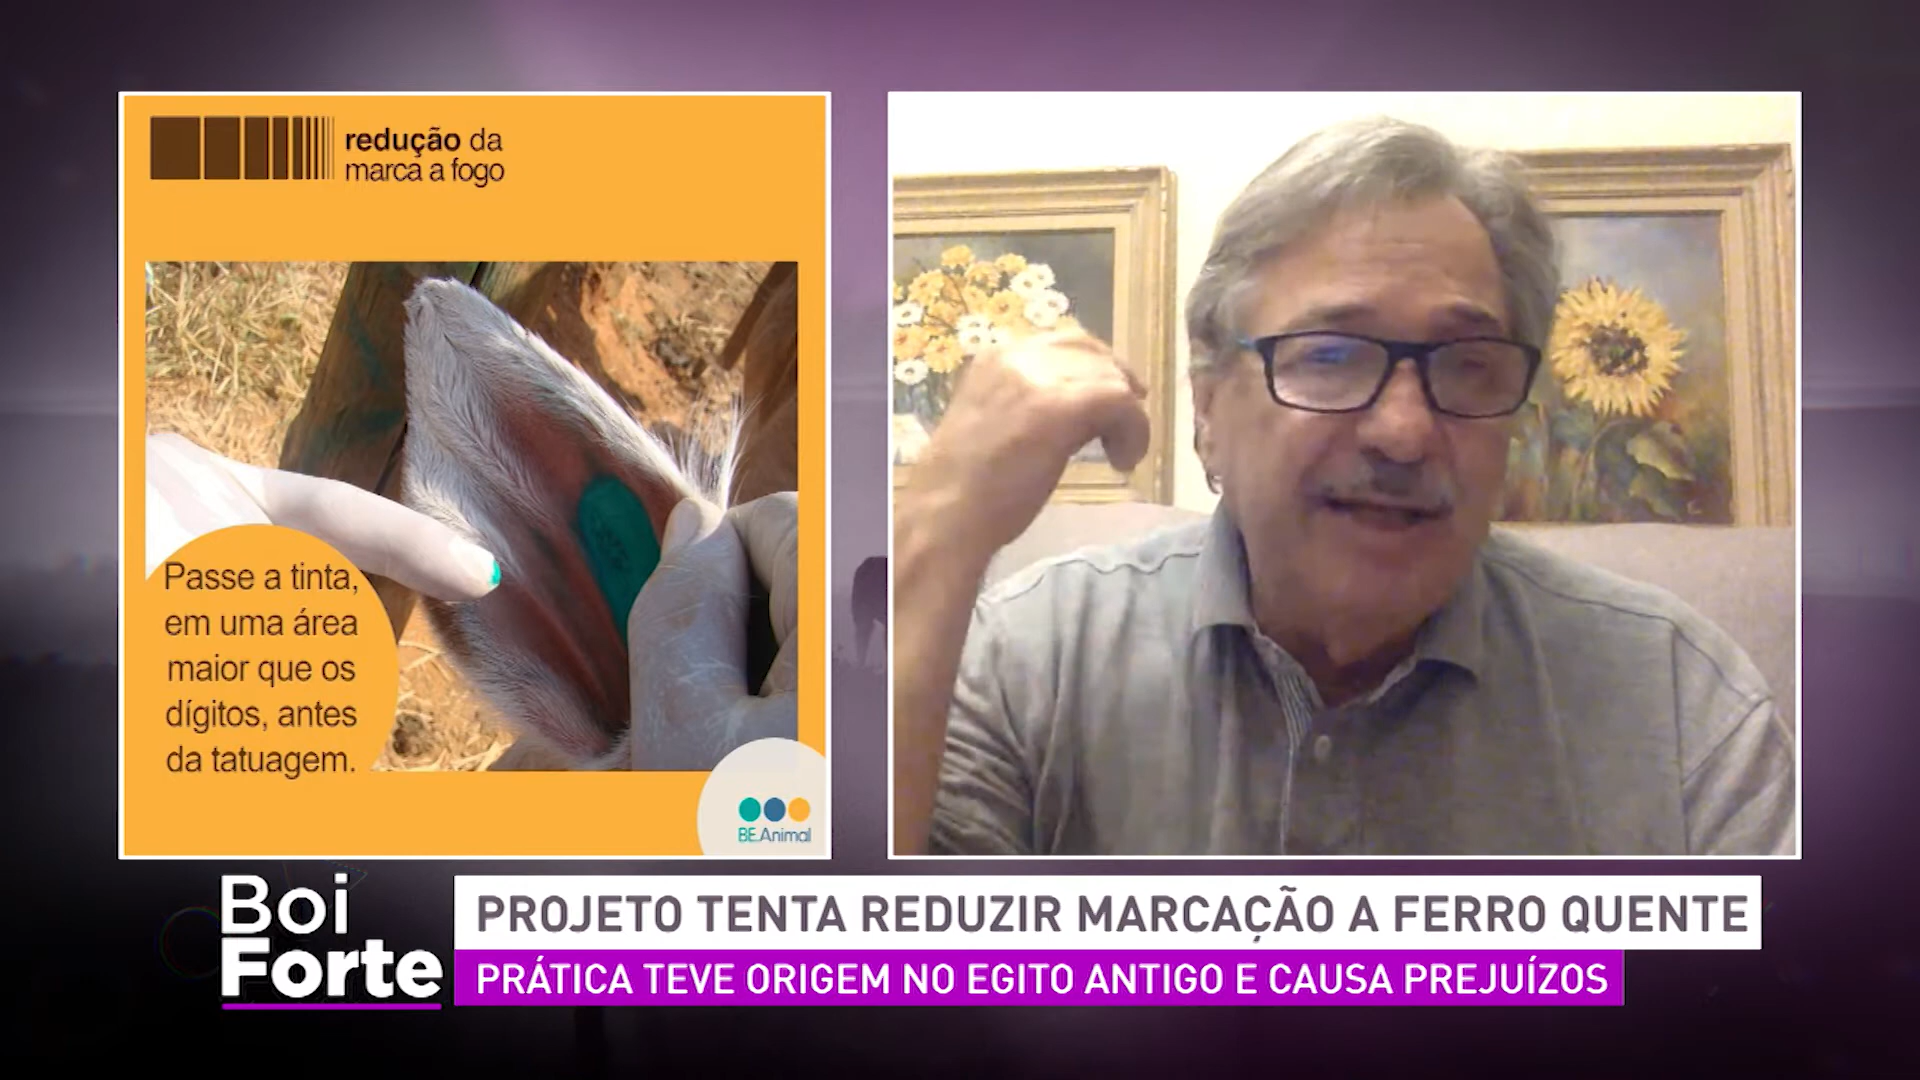 redução da
marca a fogo
Passe a tinta,
em uma área
maior que os
dígitos, antes
da tatuagem.
BE.Animal
Boi
Forte
PROJETO TENTA REDUZIR MARCAÇÃO A FERRO QUENTE
PRÁTICA TEVE ORIGEM NO EGITO ANTIGO E CAUSA PREJUÍZOS